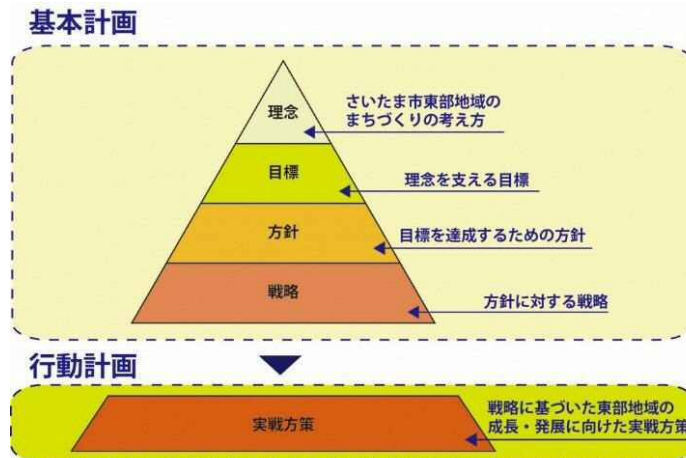 基本計画
理念
さいたま市東部地域の
まちづくりの考え方
目標
理念を支える目標
方針
目標を達成するための方針
戦略
方針に対する戦略
行動計画
実戦方策
戦略に基づいた東部地域の
成長・発展に向けた実戦方策